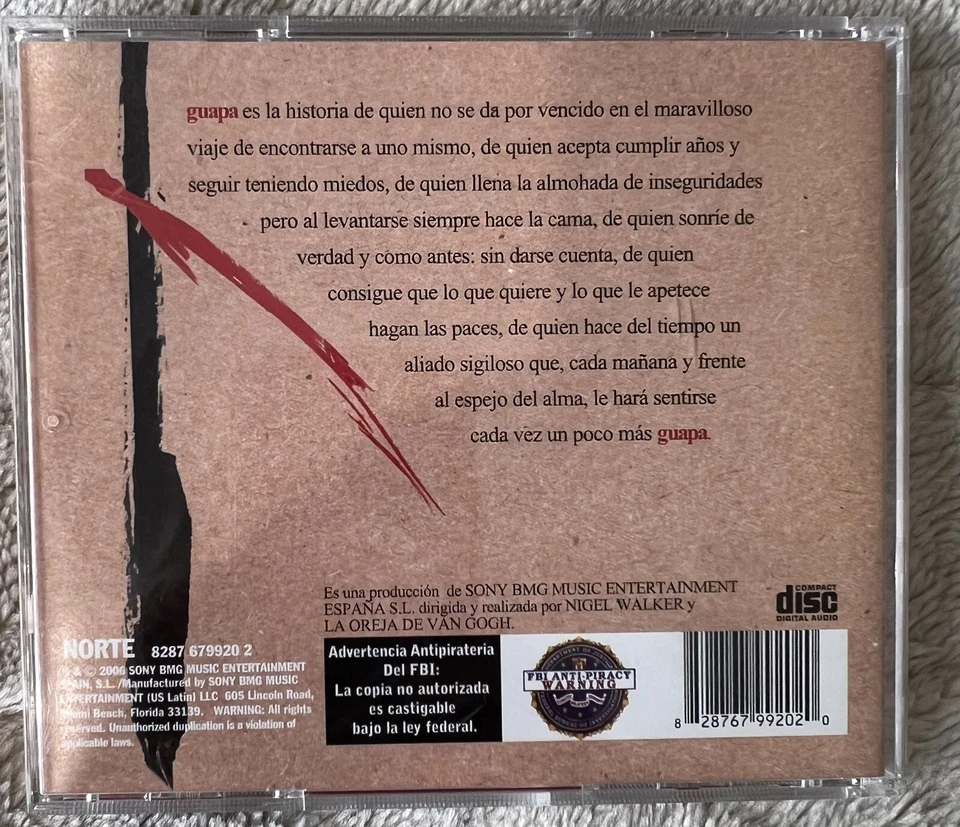 guapa es la historia de quien no se da por vencido en el maravilloso
viaje de encontrarse a uno mismo, de quien acepta cumplir años y
seguir teniendo miedos, de quien llena la almohada de inseguridades
pero al levantarse siempre hace la cama, de quien sonríe de
verdad y como antes: sin darse cuenta, de quien
consigue que lo que quiere y lo que le apetece
hagan las paces, de quien hace del tiempo un
aliado sigiloso que, cada mañana y frente
al espejo del alma, le hará sentirse
cada vez un poco más guapa.
Es una producción de SONY BMG MUSIC ENTERTAINMENT
ESPAÑA S.L. dirigida y realizada por NIGEL WALKER y
LA OREJA DE VAN GOGH.
COMPACT
disc
DIGITAL AUDIO
NORTE 8287 679920 2
& © 2006 SONY BMG MUSIC ENTERTAINMENT
SPAIN, S.L. /Manufactured by SONY BMG MUSIC
ENTERTAINMENT (US Latin) LLC 605 Lincoln Road,
Miami Beach, Florida 33139. WARNING: All rights
reserved. Unauthorized duplication is a violation of
applicable laws.
Advertencia Antipirateria
Del FBI:
La copia no autorizada
es castigable
bajo la ley federal.
FBI ANTI-PIRACY
WARNING
8 28767 99202 0